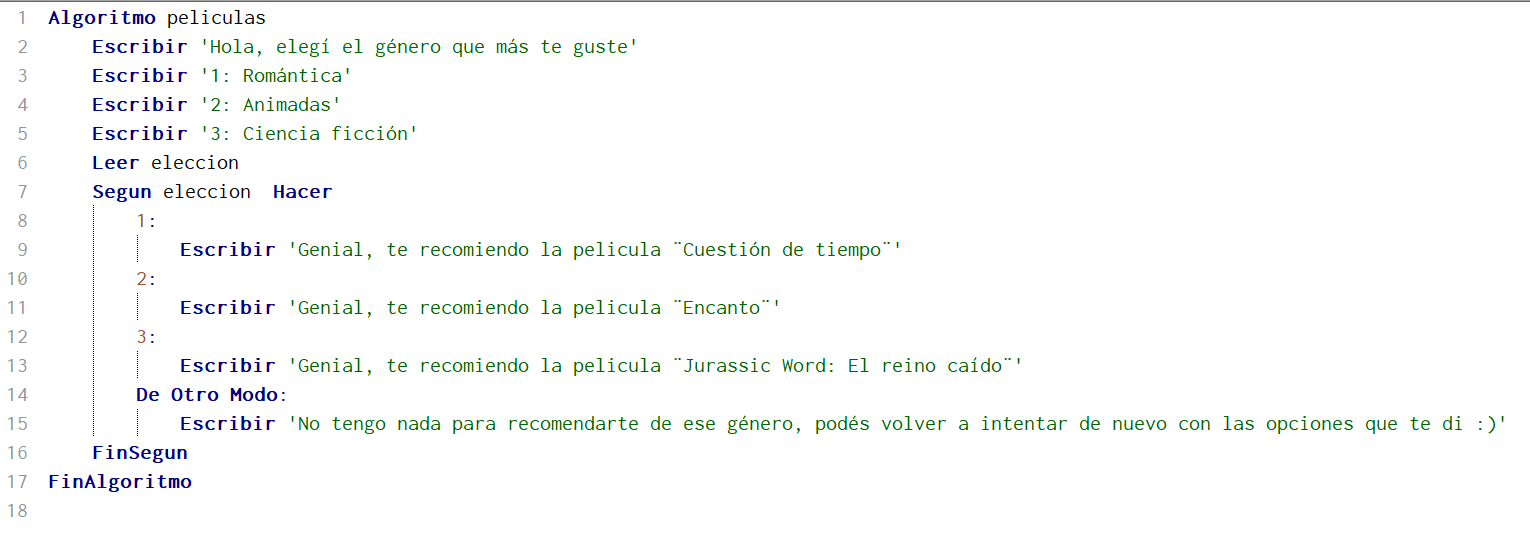 1 Algoritmo peliculas
2 Escribir 'Hola, elegí el género que más te guste'
3 Escribir '1: Romántica'
4 Escribir '2: Animadas'
5 Escribir '3: Ciencia ficción'
6 Leer eleccion
7 Segun eleccion  Hacer
8 1:
9 Escribir 'Genial, te recomiendo la pelicula ¨Cuestión de tiempo¨'
10 2:
11 Escribir 'Genial, te recomiendo la pelicula ¨Encanto¨'
12 3:
13 Escribir 'Genial, te recomiendo la pelicula ¨Jurassic Word: El reino caído¨'
14 De Otro Modo:
15 Escribir 'No tengo nada para recomendarte de ese género, podés volver a intentar de nuevo con las opciones que te di :)'
16 FinSegun
17 FinAlgoritmo
18